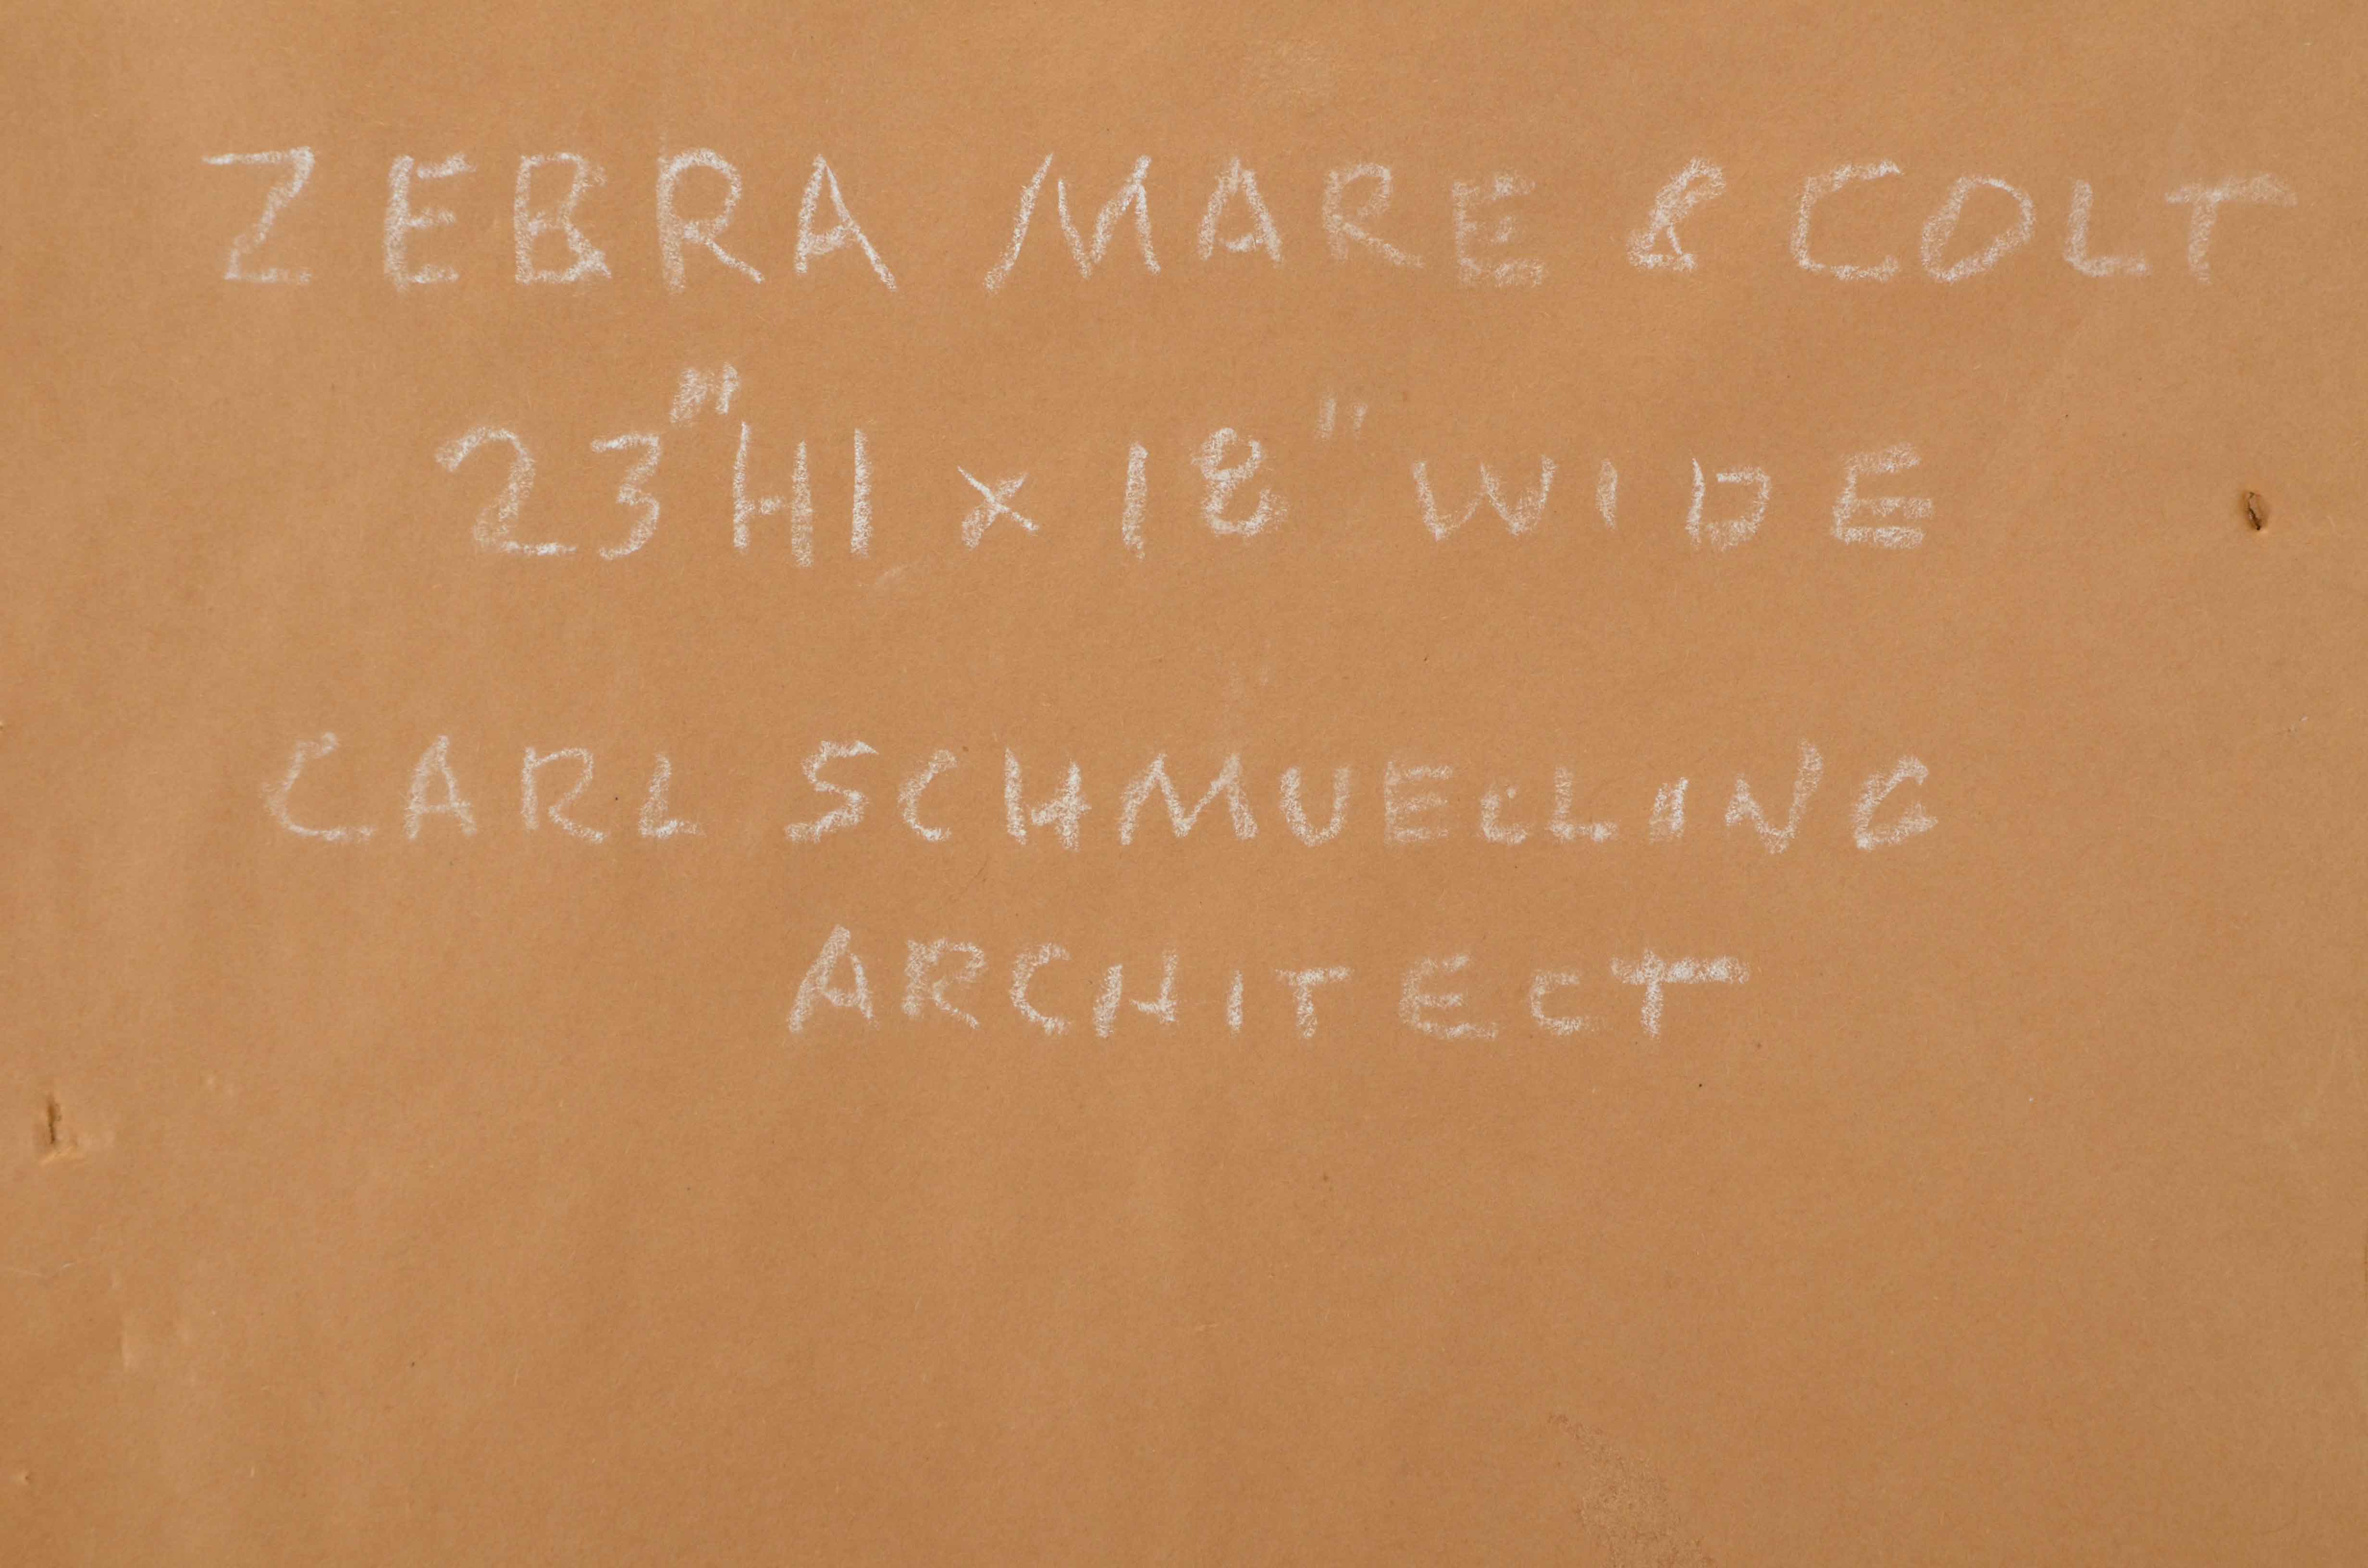 ZEBRA MARE & COLT
23" HI x 18" WIDE
CARL SCHMUELLING
ARCHITECT